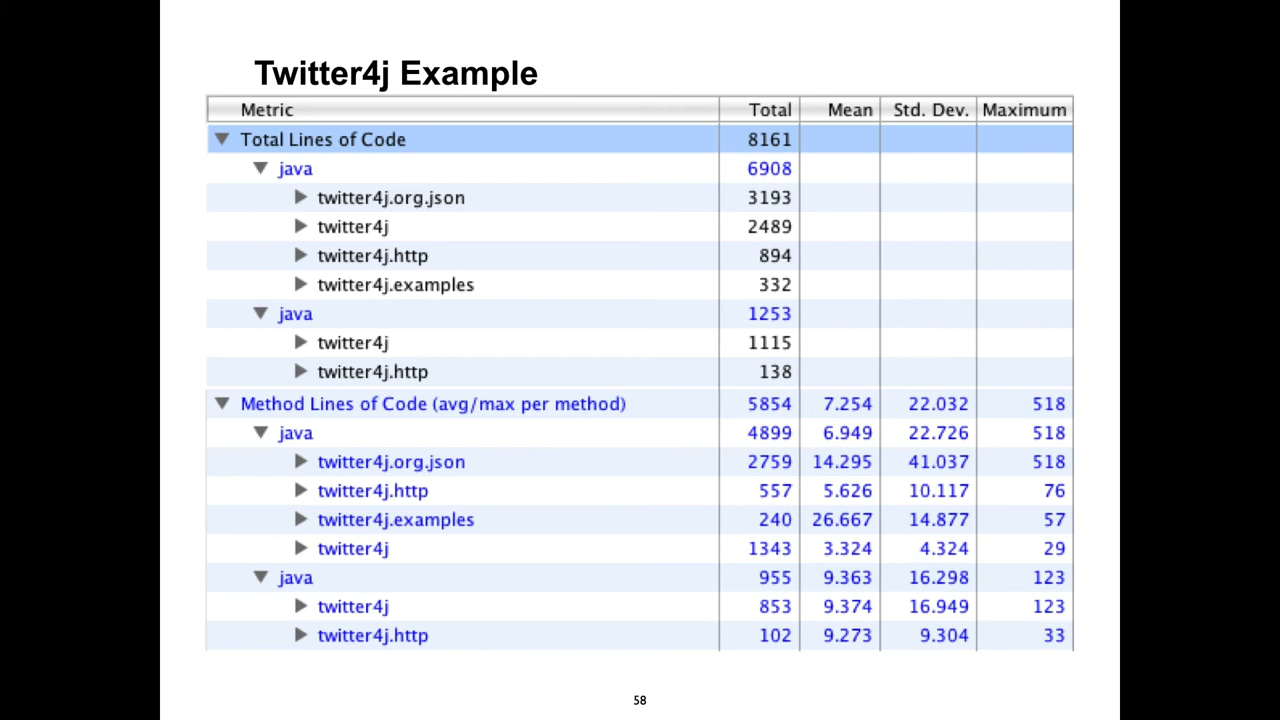 Twitter4j Example
Metric Total Mean Std. Dev. Maximum
Total Lines of Code 8161
java 6908
twitter4j.org.json 3193
twitter4j 2489
twitter4j.http 894
twitter4j.examples 332
java 1253
twitter4j 1115
twitter4j.http 138
Method Lines of Code (avg/max per method) 5854 7.254 22.032 518
java 4899 6.949 22.726 518
twitter4j.org.json 2759 14.295 41.037 518
twitter4j.http 557 5.626 10.117 76
twitter4j.examples 240 26.667 14.877 57
twitter4j 1343 3.324 4.324 29
java 955 9.363 16.298 123
twitter4j 853 9.374 16.949 123
twitter4j.http 102 9.273 9.304 33
58